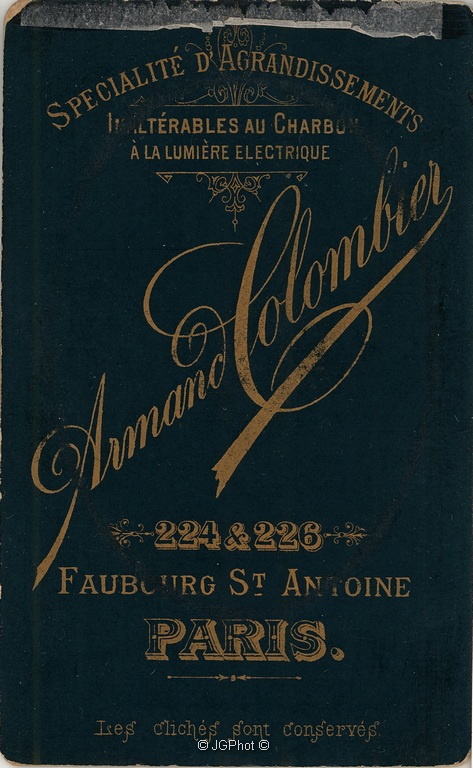 SPECIALITÉ D'AGRANDISSEMENTS
INALTÉRABLES AU CHARBON
À LA LUMIÈRE ELECTRIQUE
Armand Colombier
224 & 226
FAUBOURG ST ANTOINE
PARIS.
Les clichés sont conservés
© JGPhot ©